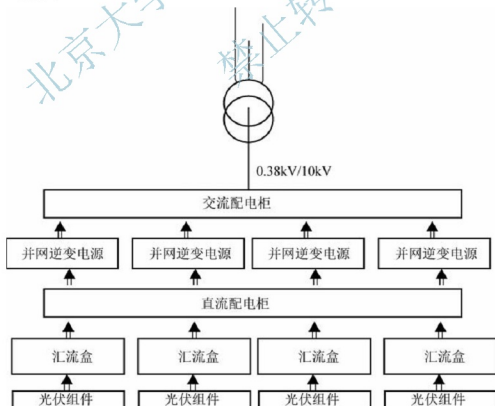 北京大学
禁止转
0.38kV/10kV
交流配电柜
并网逆变电源 并网逆变电源 并网逆变电源 并网逆变电源
直流配电柜
汇流盒 汇流盒 汇流盒 汇流盒
光伏组件 光伏组件 光伏组件 光伏组件